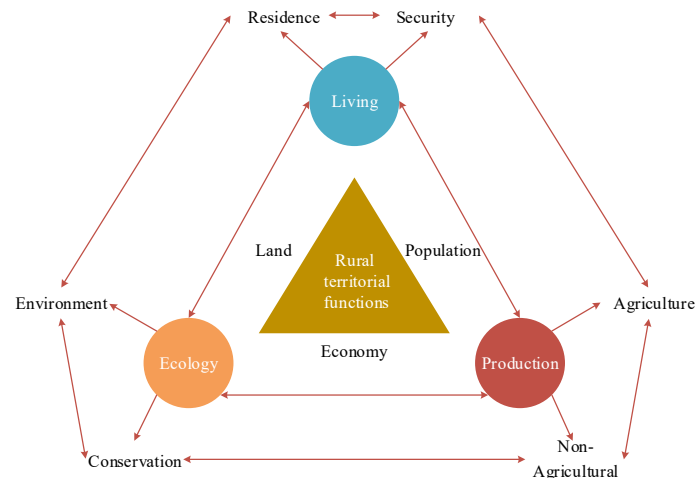 Residence
Security
Living
Land
Population
Rural
territorial
functions
Environment
Agriculture
Economy
Ecology
Production
Conservation
Non-
Agricultural